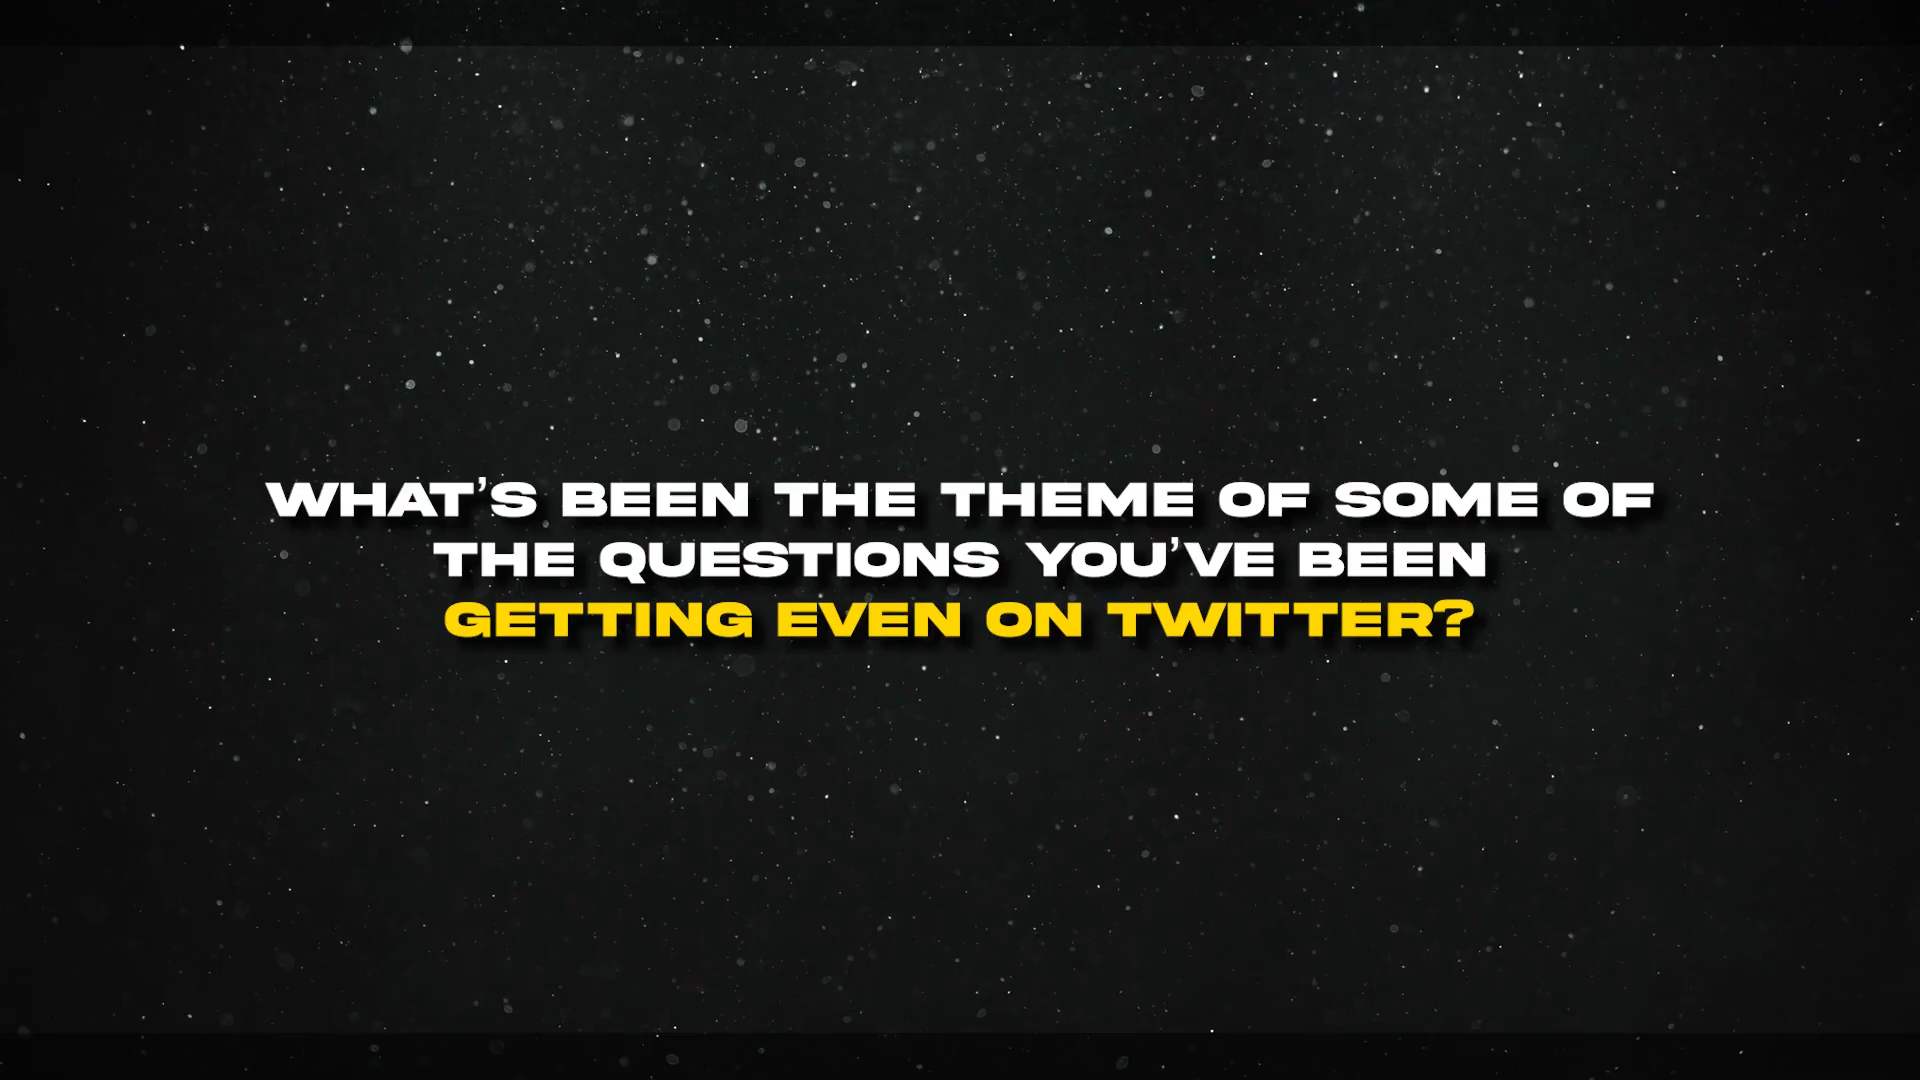 WHAT'S BEEN THE THEME OF SOME OF
THE QUESTIONS YOU'VE BEEN
GETTING EVEN ON TWITTER?